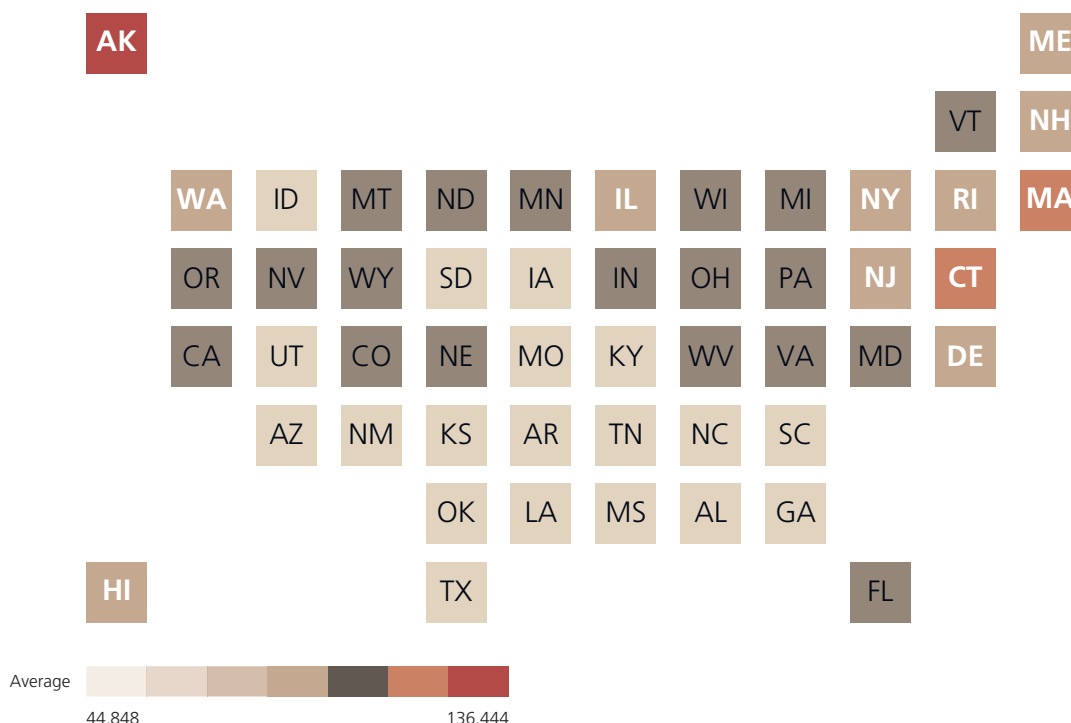 AK ME
VT NH
WA ID MT ND MN IL WI MI NY RI MA
OR NV WY SD IA IN OH PA NJ CT
CA UT CO NE MO KY WV VA MD DE
AZ NM KS AR TN NC SC
OK LA MS AL GA
HI TX FL
Average
44.848 136.444